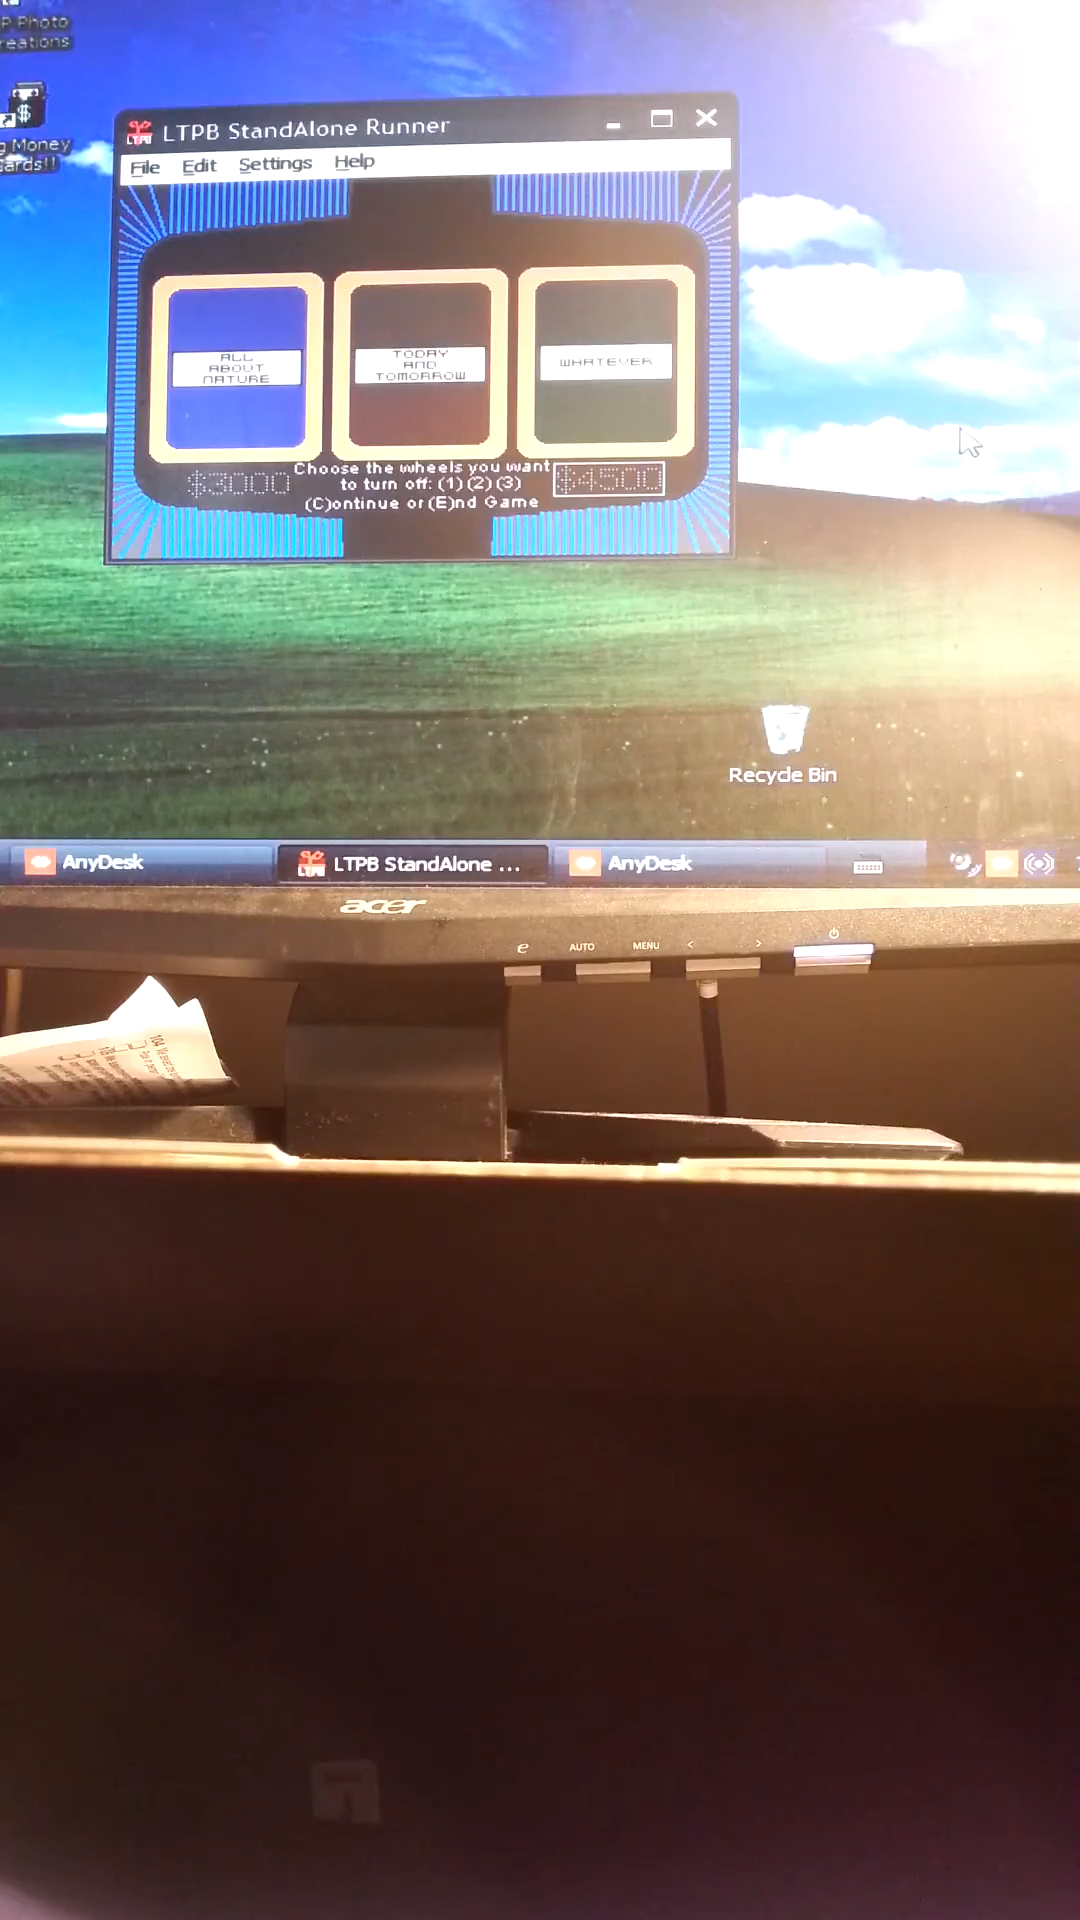 P Photo
reations
$
g Money
ards!!
LTPB StandAlone Runner
File Edit Settings Help
ALL
ABOUT
NATURE
TODAY
AND
TOMORROW
WHATEVER
$3000
Choose the wheels you want
to turn off: (1) (2) (3)
(C)ontinue or (E)nd Game
$4500
Recycle Bin
AnyDesk
LTPB StandAlone ...
AnyDesk
acer
e AUTO MENU < >
104